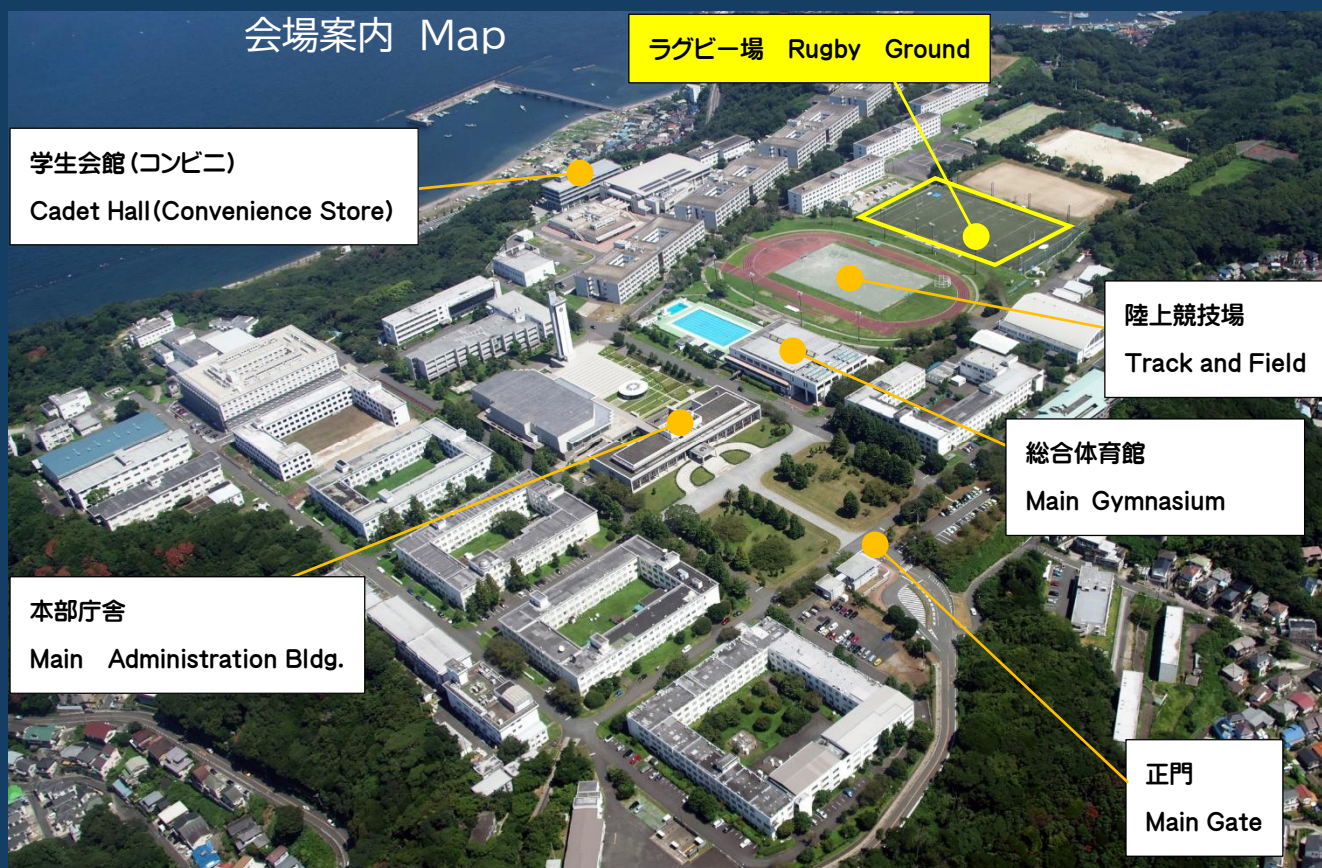 会場案内 Map
ラグビー場 Rugby Ground
学生会館(コンビニ)
Cadet Hall(Convenience Store)
陸上競技場
Track and Field
総合体育館
Main Gymnasium
本部庁舎
Main Administration Bldg.
正門
Main Gate